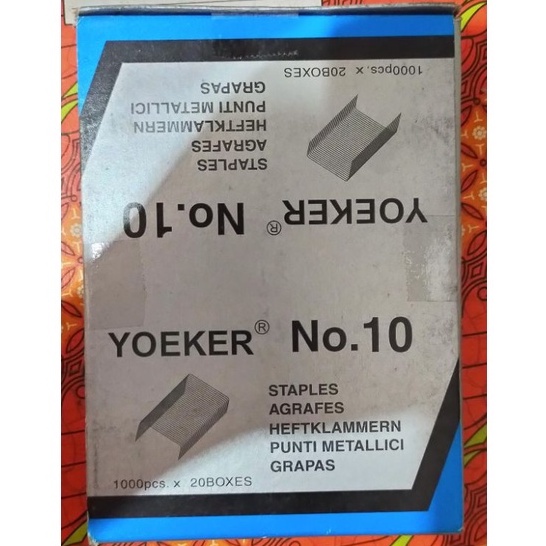 1000pcs. x 20BOXES
GRAPAS
PUNTI METALLICI
HEFTKLAMMERN
AGRAFES
STAPLES
YOEKER® No.10
YOEKER® No.10
STAPLES
AGRAFES
HEFTKLAMMERN
PUNTI METALLICI
GRAPAS
1000pcs. x 20BOXES